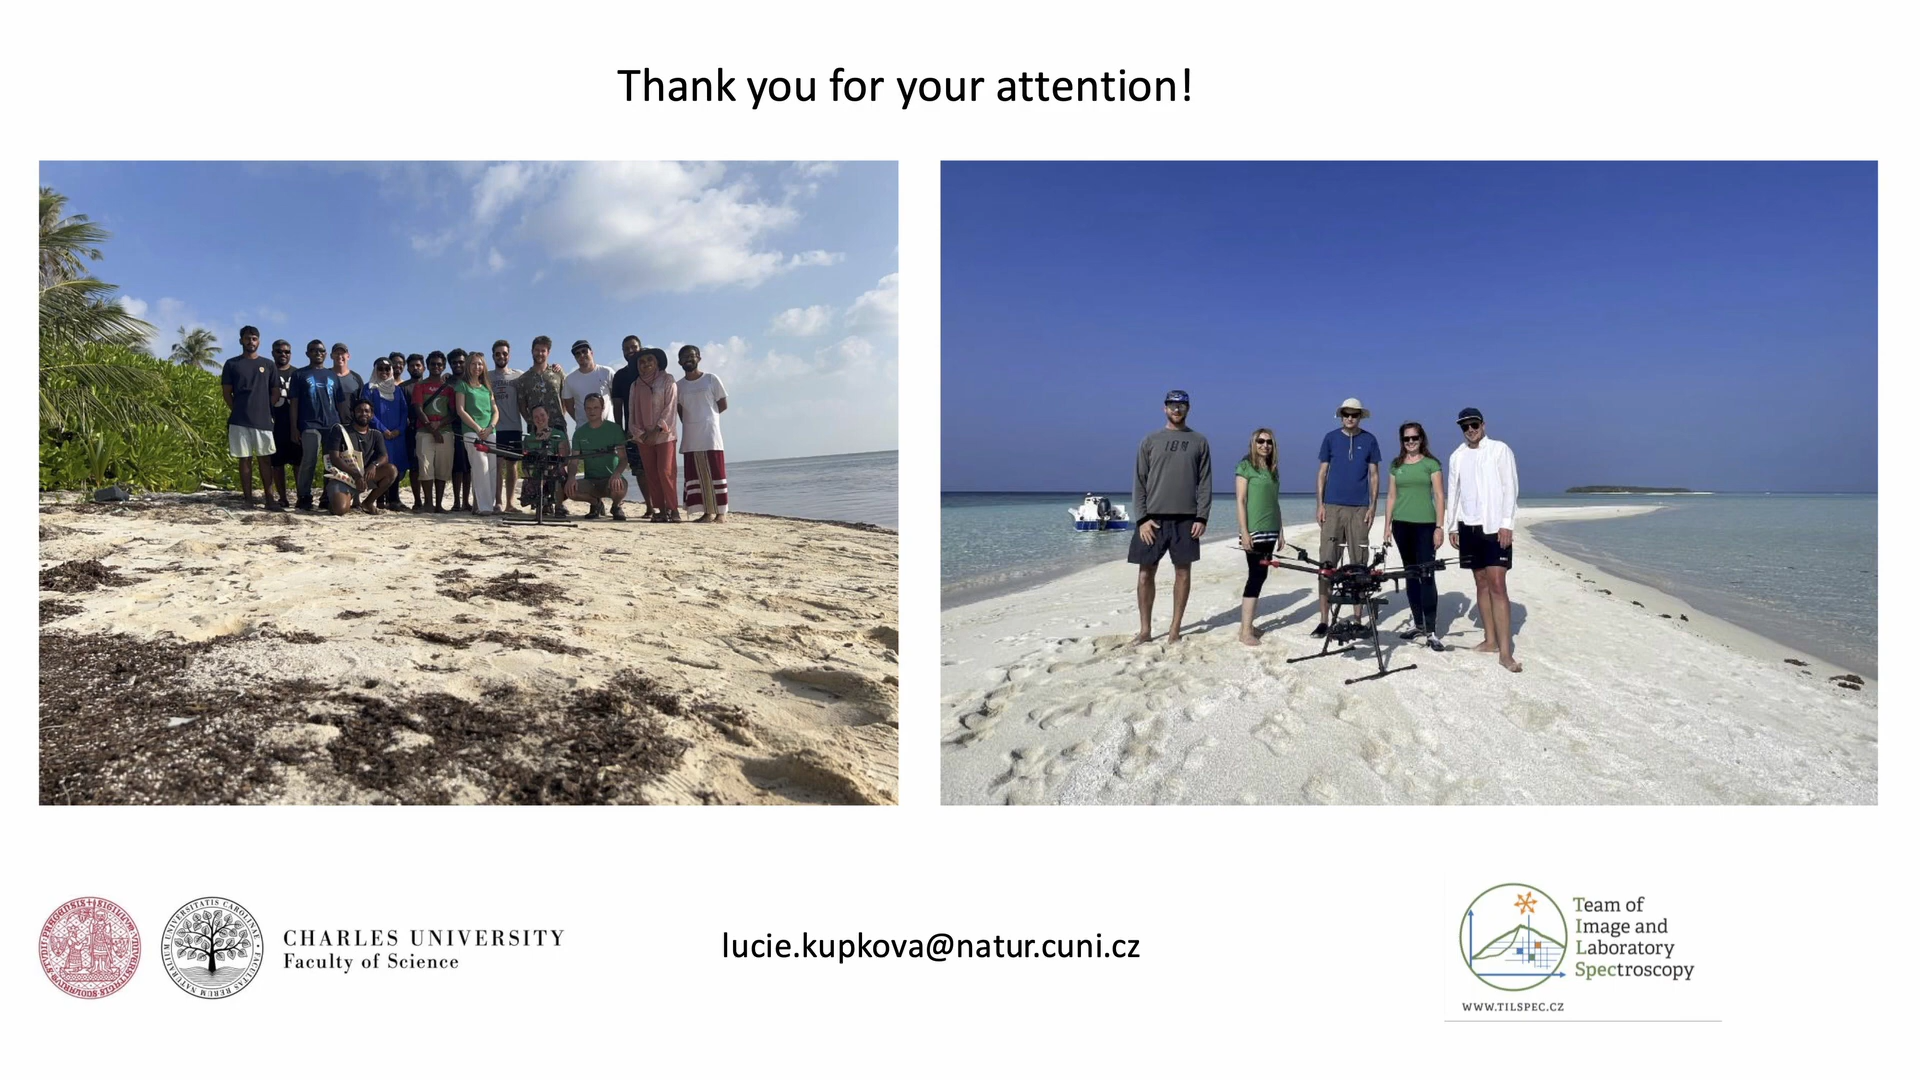 Thank you for your attention!
CHARLES UNIVERSITY
Faculty of Science
lucie.kupkova@natur.cuni.cz
Team of
Image and
Laboratory
Spectroscopy
WWW.TILSPEC.CZ